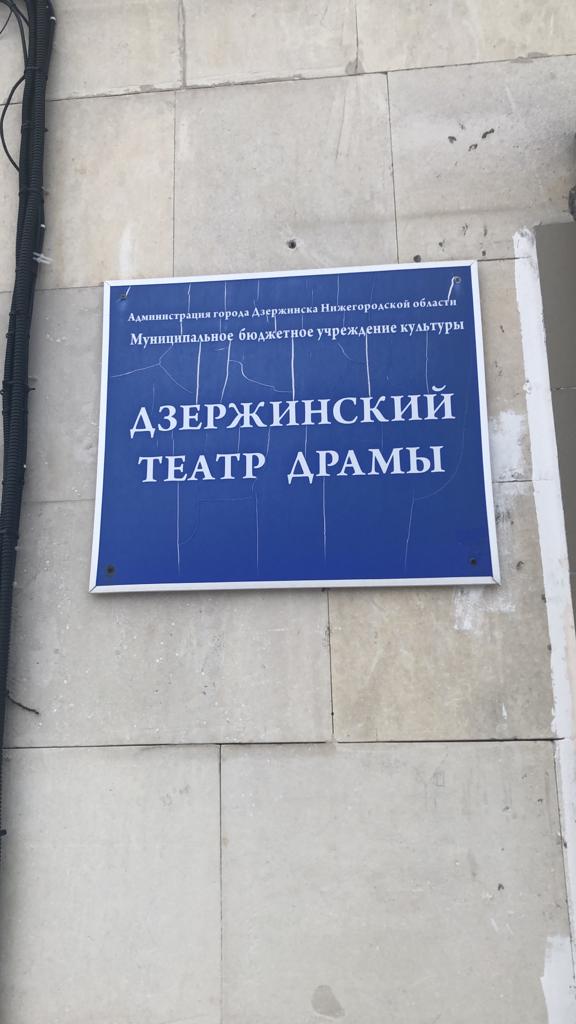 Администрация города Дзержинска Нижегородской области
Муниципальное бюджетное учреждение культуры
ДЗЕРЖИНСКИЙ
ТЕАТР ДРАМЫ